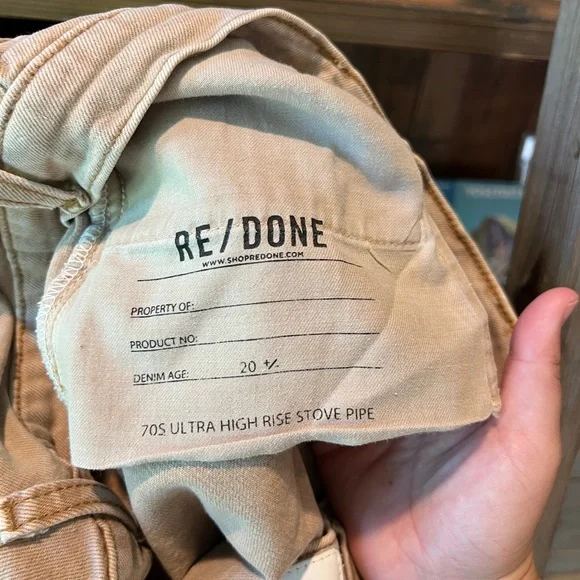 RE/DONE
WWW.SHOPREDONE.COM
PROPERTY OF:
PRODUCT NO:
DENIM AGE: 20 +/-
70S ULTRA HIGH RISE STOVE PIPE